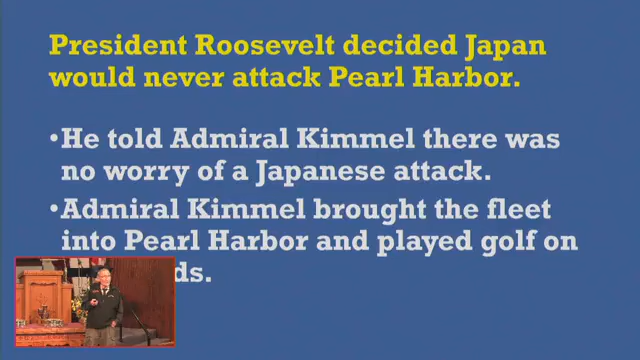 President Roosevelt decided Japan
would never attack Pearl Harbor.
•He told Admiral Kimmel there was
no worry of a Japanese attack.
•Admiral Kimmel brought the fleet
into Pearl Harbor and played golf on